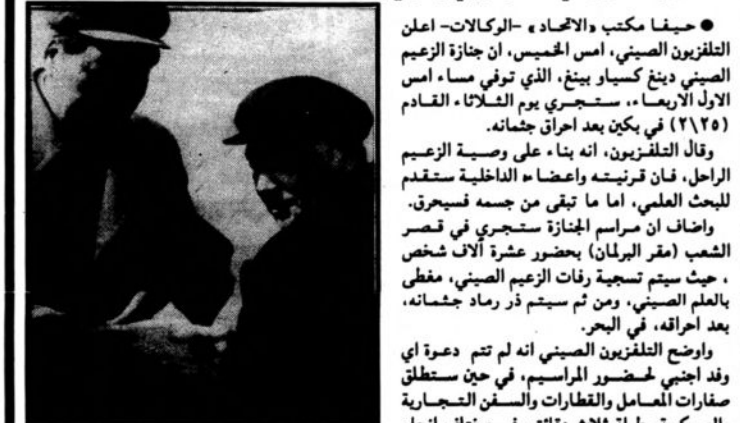 ● حيفا مكتب «الاتحاد» -الوكالات- اعلن
التلفزيون الصيني، امس الخميس، ان جنازة الزعيم
الصيني دينغ كسياو بينغ، الذي توفي مساء امس
الاول الاربعاء، ستجري يوم الثلاثاء القادم
(٢\٢٥) في بكين بعد احراق جثمانه.
وقال التلفزيون، انه بناء على وصية الزعيم
الراحل، فان قرنيته واعضاءه الداخلية ستقدم
للبحث العلمي، اما ما تبقى من جسمه فسيحرق.
واضاف ان مراسم الجنازة ستجري في قصر
الشعب (مقر البرلمان) بحضور عشرة آلاف شخص
، حيث سيتم تسجية رفات الزعيم الصيني، مغطى
بالعلم الصيني، ومن ثم سيتم ذر رماد جثمانه،
بعد احراقه، في البحر.
واوضح التلفزيون الصيني انه لم تتم دعوة اي
وفد اجنبي لحضور المراسيم، في حين ستطلق
صفارات المعامل والقطارات والسفن التجارية